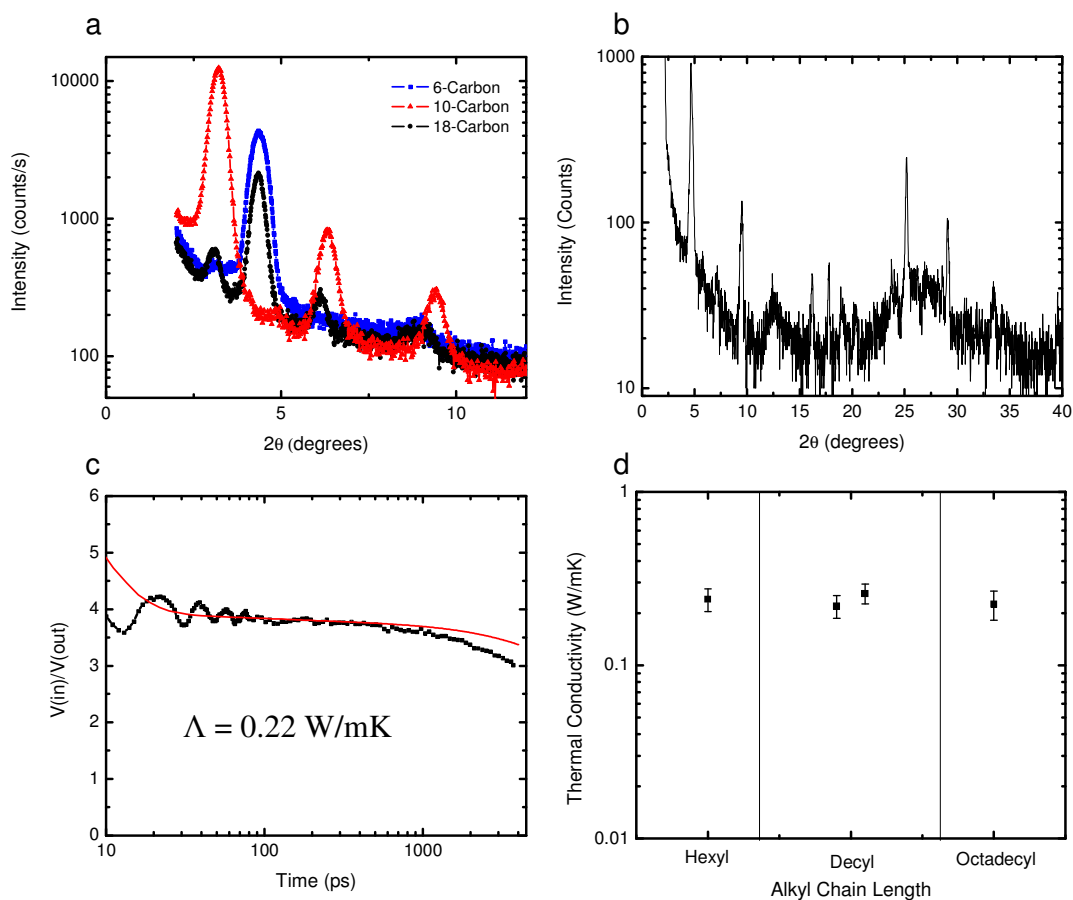 a
10000
1000
100
Intensity (counts/s)
6-Carbon
10-Carbon
18-Carbon
0
5
10
2θ (degrees)
b
1000
100
10
Intensity (Counts)
0
5
10
15
20
25
30
35
40
2θ (degrees)
c
6
5
4
3
2
1
0
V(in)/V(out)
Λ = 0.22 W/mK
10
100
1000
Time (ps)
d
1
0.1
0.01
Thermal Conductivity (W/mK)
Hexyl
Decyl
Octadecyl
Alkyl Chain Length